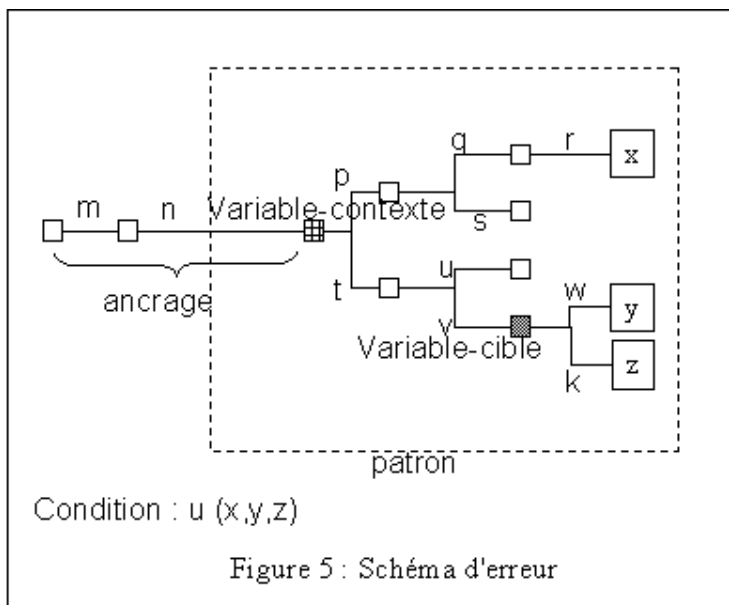 q r x
p
m n Variable-contexte
s
ancrage t u w y
v
Variable-cible
k z
patron
Condition : u (x,y,z)
Figure 5 : Schéma d'erreur